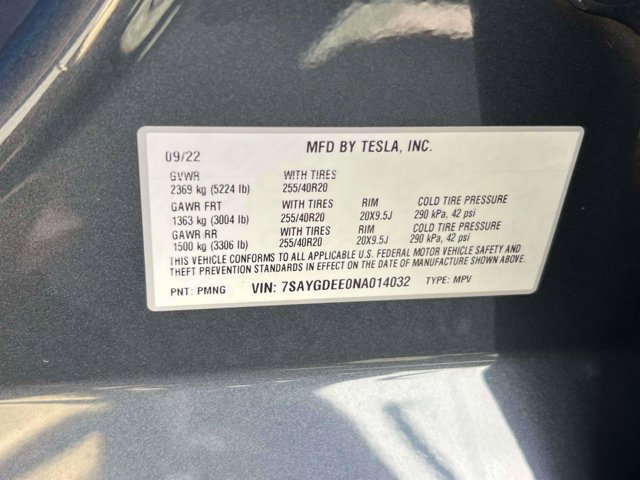 09/22 MFD BY TESLA, INC.
GVWR WITH TIRES
2369 kg (5224 lb) 255/40R20
GAWR FRT WITH TIRES RIM COLD TIRE PRESSURE
1363 kg (3004 lb) 255/40R20 20X9.5J 290 kPa, 42 psi
GAWR RR WITH TIRES RIM COLD TIRE PRESSURE
1500 kg (3306 lb) 255/40R20 20X9.5J 290 kPa, 42 psi
THIS VEHICLE CONFORMS TO ALL APPLICABLE U.S. FEDERAL MOTOR VEHICLE SAFETY AND
THEFT PREVENTION STANDARDS IN EFFECT ON THE DATE OF MANUFACTURE SHOWN ABOVE.
PNT: PMNG VIN: 7SAYGDEE0NA014032 TYPE: MPV